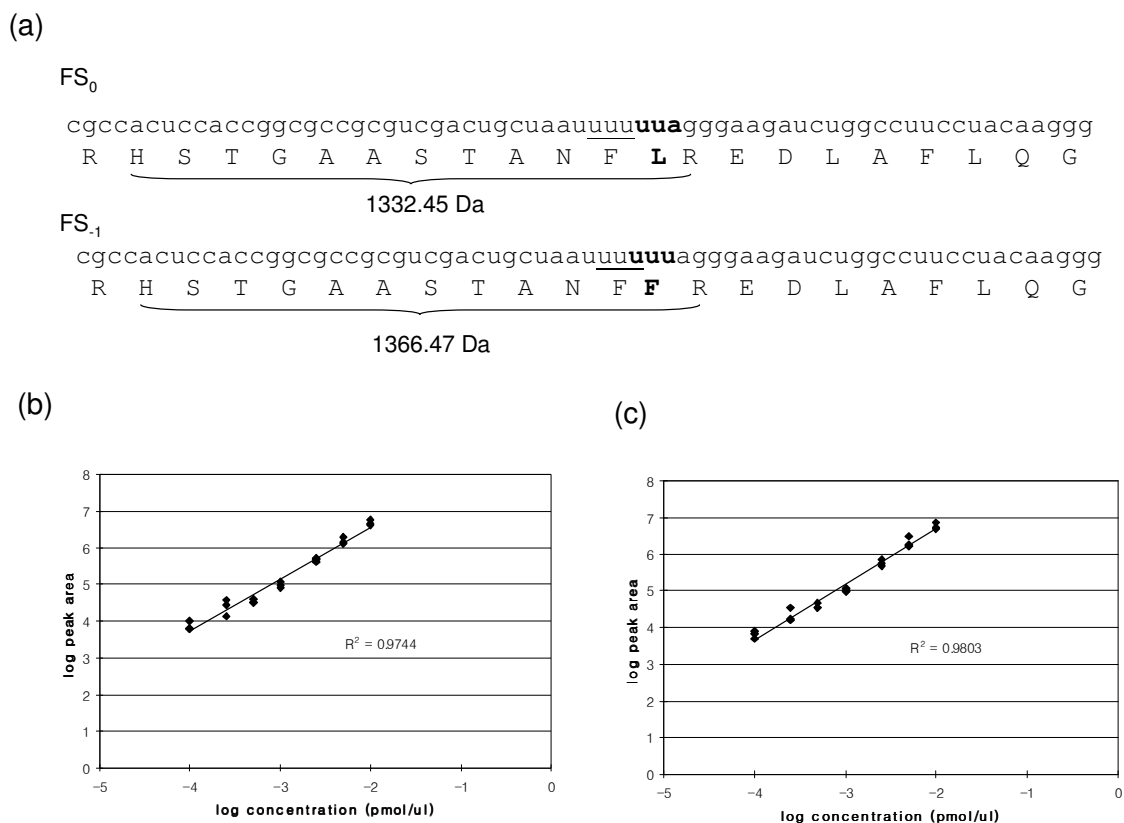 (a)
FS0
cgccacuccaccggcgccgcgucgacugcuaauuuuuuagggaagaucuggccuuccuacaaggg
R H S T G A A S T A N F L R E D L A F L Q G
1332.45 Da
FS-1
cgccacuccaccggcgccgcgucgacugcuaauuuuuuuagggaagaucuggccuuccuacaaggg
R H S T G A A S T A N F F R E D L A F L Q G
1366.47 Da
(b)
8
7
6
5
4
3
2
1
0
−5
−4
−3
−2
−1
0
log peak area
log concentration (pmol/ul)
R² = 0.9744
(c)
8
7
6
5
4
3
2
1
0
−5
−4
−3
−2
−1
0
log peak area
log concentration (pmol/ul)
R² = 0.9803